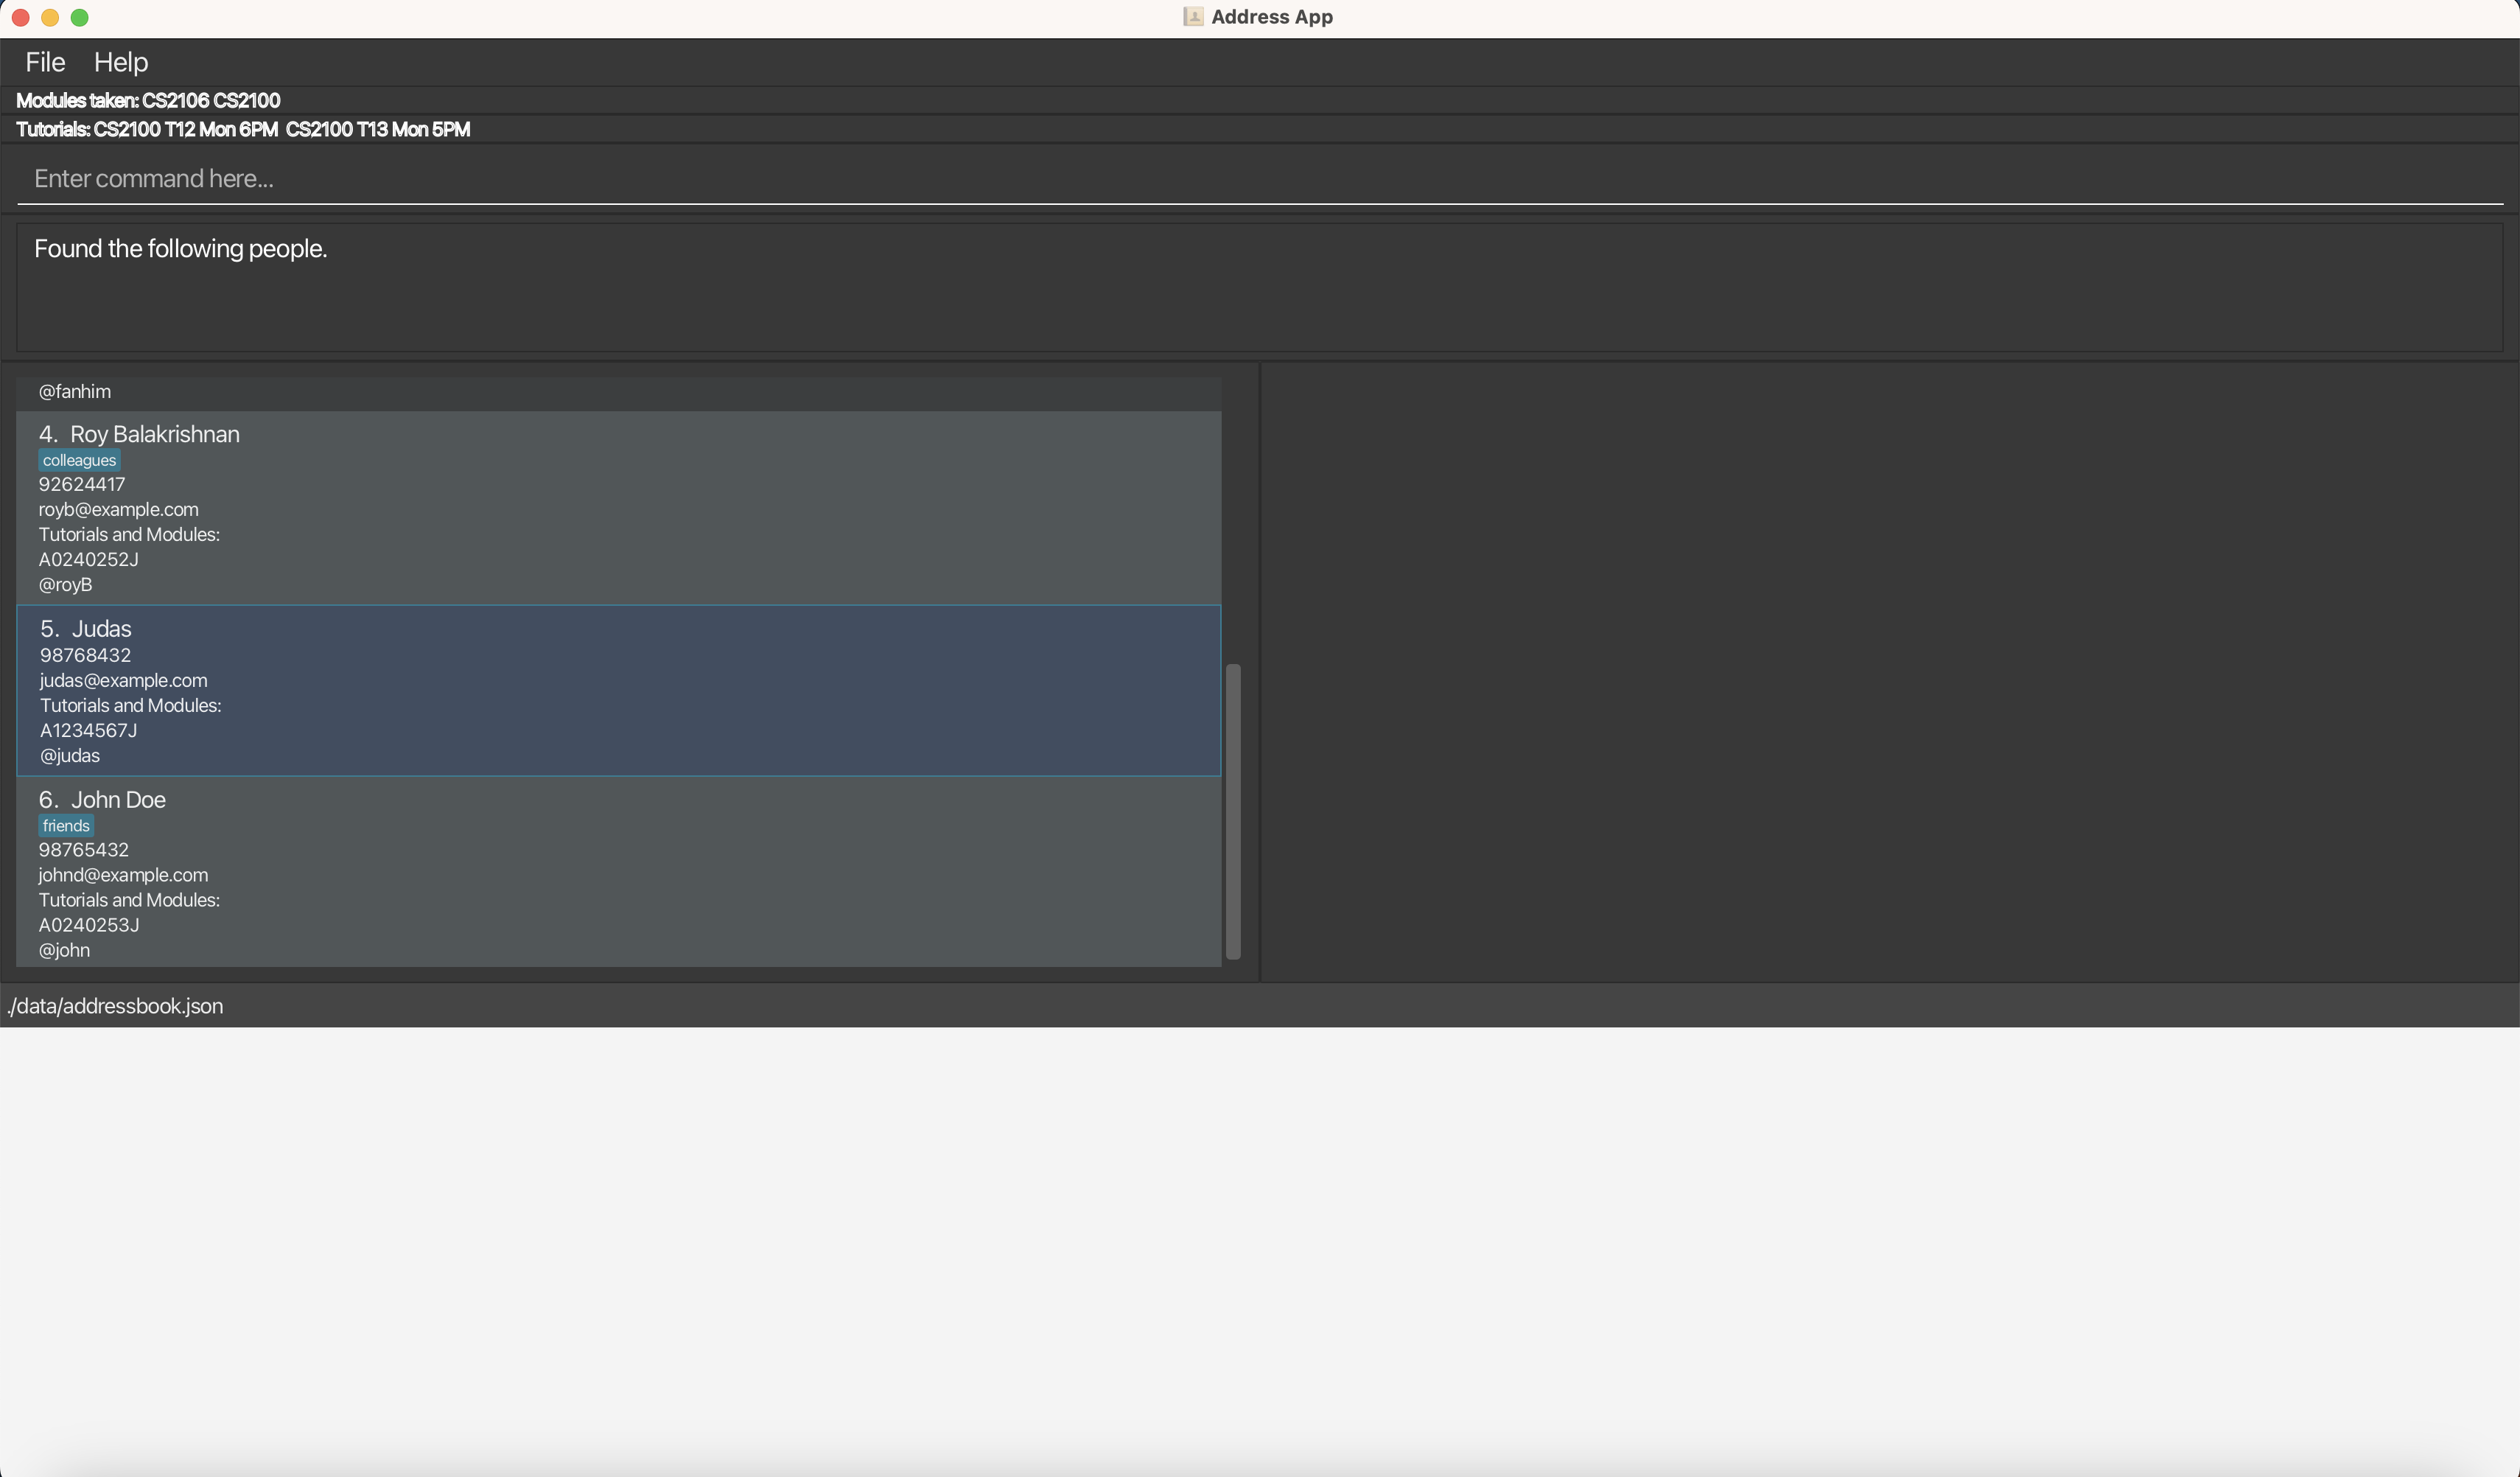 Address App
File Help
Modules taken: CS2106 CS2100
Tutorials: CS2100 T12 Mon 6PM CS2100 T13 Mon 5PM
Enter command here...
Found the following people.
@fanhim
4. Roy Balakrishnan
colleagues
92624417
royb@example.com
Tutorials and Modules:
A0240252J
@royB
5. Judas
98768432
judas@example.com
Tutorials and Modules:
A1234567J
@judas
6. John Doe
friends
98765432
johnd@example.com
Tutorials and Modules:
A0240253J
@john
./data/addressbook.json